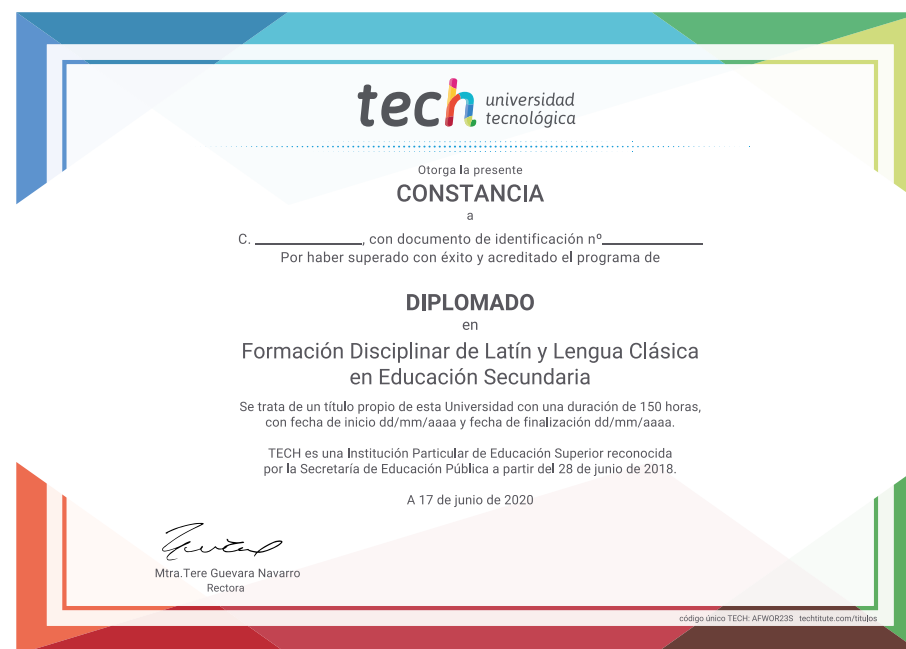 tech universidad
tecnológica
Otorga la presente
CONSTANCIA
a
C. ______________, con documento de identificación nº_____________
Por haber superado con éxito y acreditado el programa de
DIPLOMADO
en
Formación Disciplinar de Latín y Lengua Clásica
en Educación Secundaria
Se trata de un título propio de esta Universidad con una duración de 150 horas,
con fecha de inicio dd/mm/aaaa y fecha de finalización dd/mm/aaaa.
TECH es una Institución Particular de Educación Superior reconocida
por la Secretaría de Educación Pública a partir del 28 de junio de 2018.
A 17 de junio de 2020
Mtra.Tere Guevara Navarro
Rectora
código único TECH: AFWOR23S techtitute.com/titulos